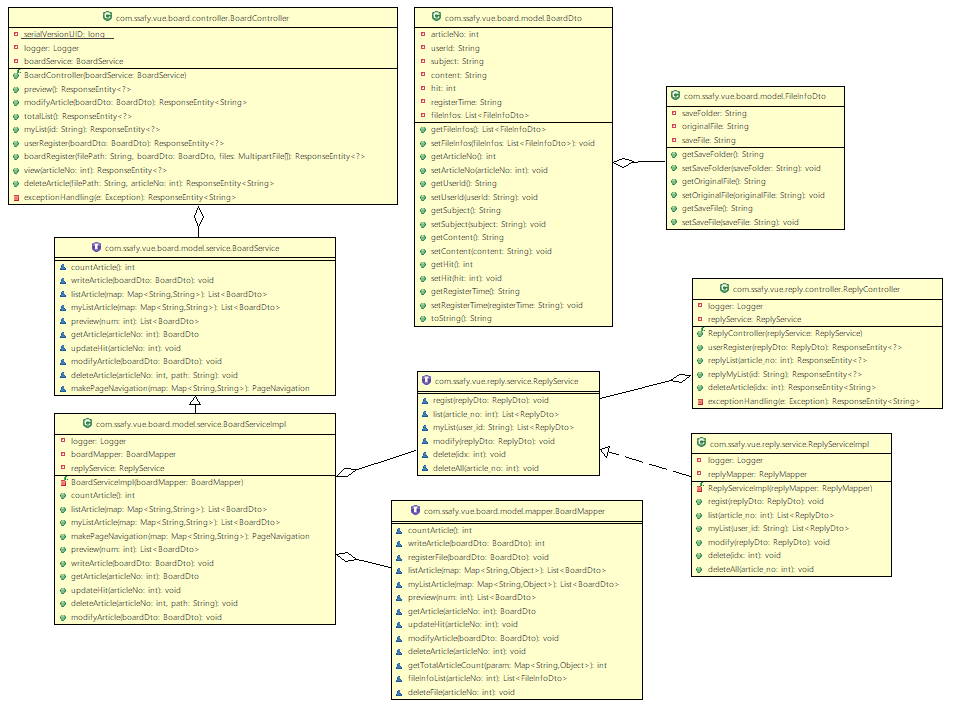 com.ssafy.vue.board.controller.BoardController
serialVersionUID: long
logger: Logger
boardService: BoardService
BoardController(boardService: BoardService)
preview(): ResponseEntity<?>
modifyArticle(boardDto: BoardDto): ResponseEntity<String>
totalList(): ResponseEntity<?>
myList(id: String): ResponseEntity<?>
userRegister(boardDto: BoardDto): ResponseEntity<?>
boardRegister(filePath: String, boardDto: BoardDto, files: MultipartFile[]): ResponseEntity<?>
view(articleNo: int): ResponseEntity<?>
deleteArticle(filePath: String, articleNo: int): ResponseEntity<String>
exceptionHandling(e: Exception): ResponseEntity<String>
com.ssafy.vue.board.model.BoardDto
articleNo: int
userId: String
subject: String
content: String
hit: int
registerTime: String
fileInfos: List<FileInfoDto>
getFileInfos(): List<FileInfoDto>
setFileInfos(fileInfos: List<FileInfoDto>): void
getArticleNo(): int
setArticleNo(articleNo: int): void
getUserId(): String
setUserId(userId: String): void
getSubject(): String
setSubject(subject: String): void
getContent(): String
setContent(content: String): void
getHit(): int
setHit(hit: int): void
getRegisterTime(): String
setRegisterTime(registerTime: String): void
toString(): String
com.ssafy.vue.board.model.FileInfoDto
saveFolder: String
originalFile: String
saveFile: String
getSaveFolder(): String
setSaveFolder(saveFolder: String): void
getOriginalFile(): String
setOriginalFile(originalFile: String): void
getSaveFile(): String
setSaveFile(saveFile: String): void
com.ssafy.vue.board.model.service.BoardService
countArticle(): int
writeArticle(boardDto: BoardDto): void
listArticle(map: Map<String,String>): List<BoardDto>
myListArticle(map: Map<String,String>): List<BoardDto>
preview(num: int): List<BoardDto>
getArticle(articleNo: int): BoardDto
updateHit(articleNo: int): void
modifyArticle(boardDto: BoardDto): void
deleteArticle(articleNo: int, path: String): void
makePageNavigation(map: Map<String,String>): PageNavigation
com.ssafy.vue.reply.controller.ReplyController
logger: Logger
replyService: ReplyService
ReplyController(replyService: ReplyService)
userRegister(replyDto: ReplyDto): ResponseEntity<?>
replyList(article_no: int): ResponseEntity<?>
replyMyList(id: String): ResponseEntity<?>
deleteArticle(idx: int): ResponseEntity<String>
exceptionHandling(e: Exception): ResponseEntity<String>
com.ssafy.vue.reply.service.ReplyService
regist(replyDto: ReplyDto): void
list(article_no: int): List<ReplyDto>
myList(user_id: String): List<ReplyDto>
modify(replyDto: ReplyDto): void
delete(idx: int): void
deleteAll(article_no: int): void
com.ssafy.vue.board.model.service.BoardServiceImpl
logger: Logger
boardMapper: BoardMapper
replyService: ReplyService
BoardServiceImpl(boardMapper: BoardMapper)
countArticle(): int
listArticle(map: Map<String,String>): List<BoardDto>
myListArticle(map: Map<String,String>): List<BoardDto>
makePageNavigation(map: Map<String,String>): PageNavigation
preview(num: int): List<BoardDto>
writeArticle(boardDto: BoardDto): void
getArticle(articleNo: int): BoardDto
updateHit(articleNo: int): void
deleteArticle(articleNo: int, path: String): void
modifyArticle(boardDto: BoardDto): void
com.ssafy.vue.reply.service.ReplyServiceImpl
logger: Logger
replyMapper: ReplyMapper
ReplyServiceImpl(replyMapper: ReplyMapper)
regist(replyDto: ReplyDto): void
list(article_no: int): List<ReplyDto>
myList(user_id: String): List<ReplyDto>
modify(replyDto: ReplyDto): void
delete(idx: int): void
deleteAll(article_no: int): void
com.ssafy.vue.board.model.mapper.BoardMapper
countArticle(): int
writeArticle(boardDto: BoardDto): int
registerFile(boardDto: BoardDto): void
listArticle(map: Map<String,Object>): List<BoardDto>
myListArticle(map: Map<String,Object>): List<BoardDto>
preview(num: int): List<BoardDto>
getArticle(articleNo: int): BoardDto
updateHit(articleNo: int): void
modifyArticle(boardDto: BoardDto): void
deleteArticle(articleNo: int): void
getTotalArticleCount(param: Map<String,Object>): int
fileInfoList(articleNo: int): List<FileInfoDto>
deleteFile(articleNo: int): void